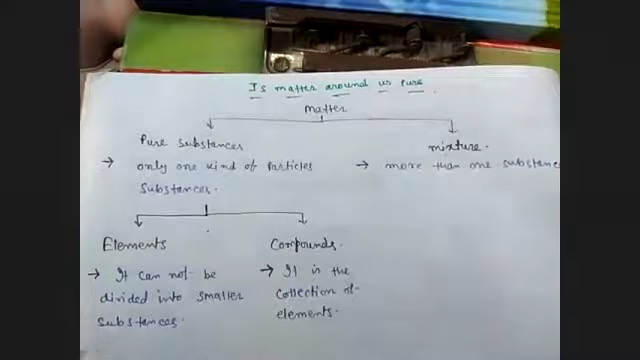 Is matter around us Pure
matter
Pure substances
→ only one kind of Particles
substances.
mixture.
→ more than one substance
Elements
→ It can not be
divided into smaller
substances.
Compounds.
→ It is the
collection of
elements.